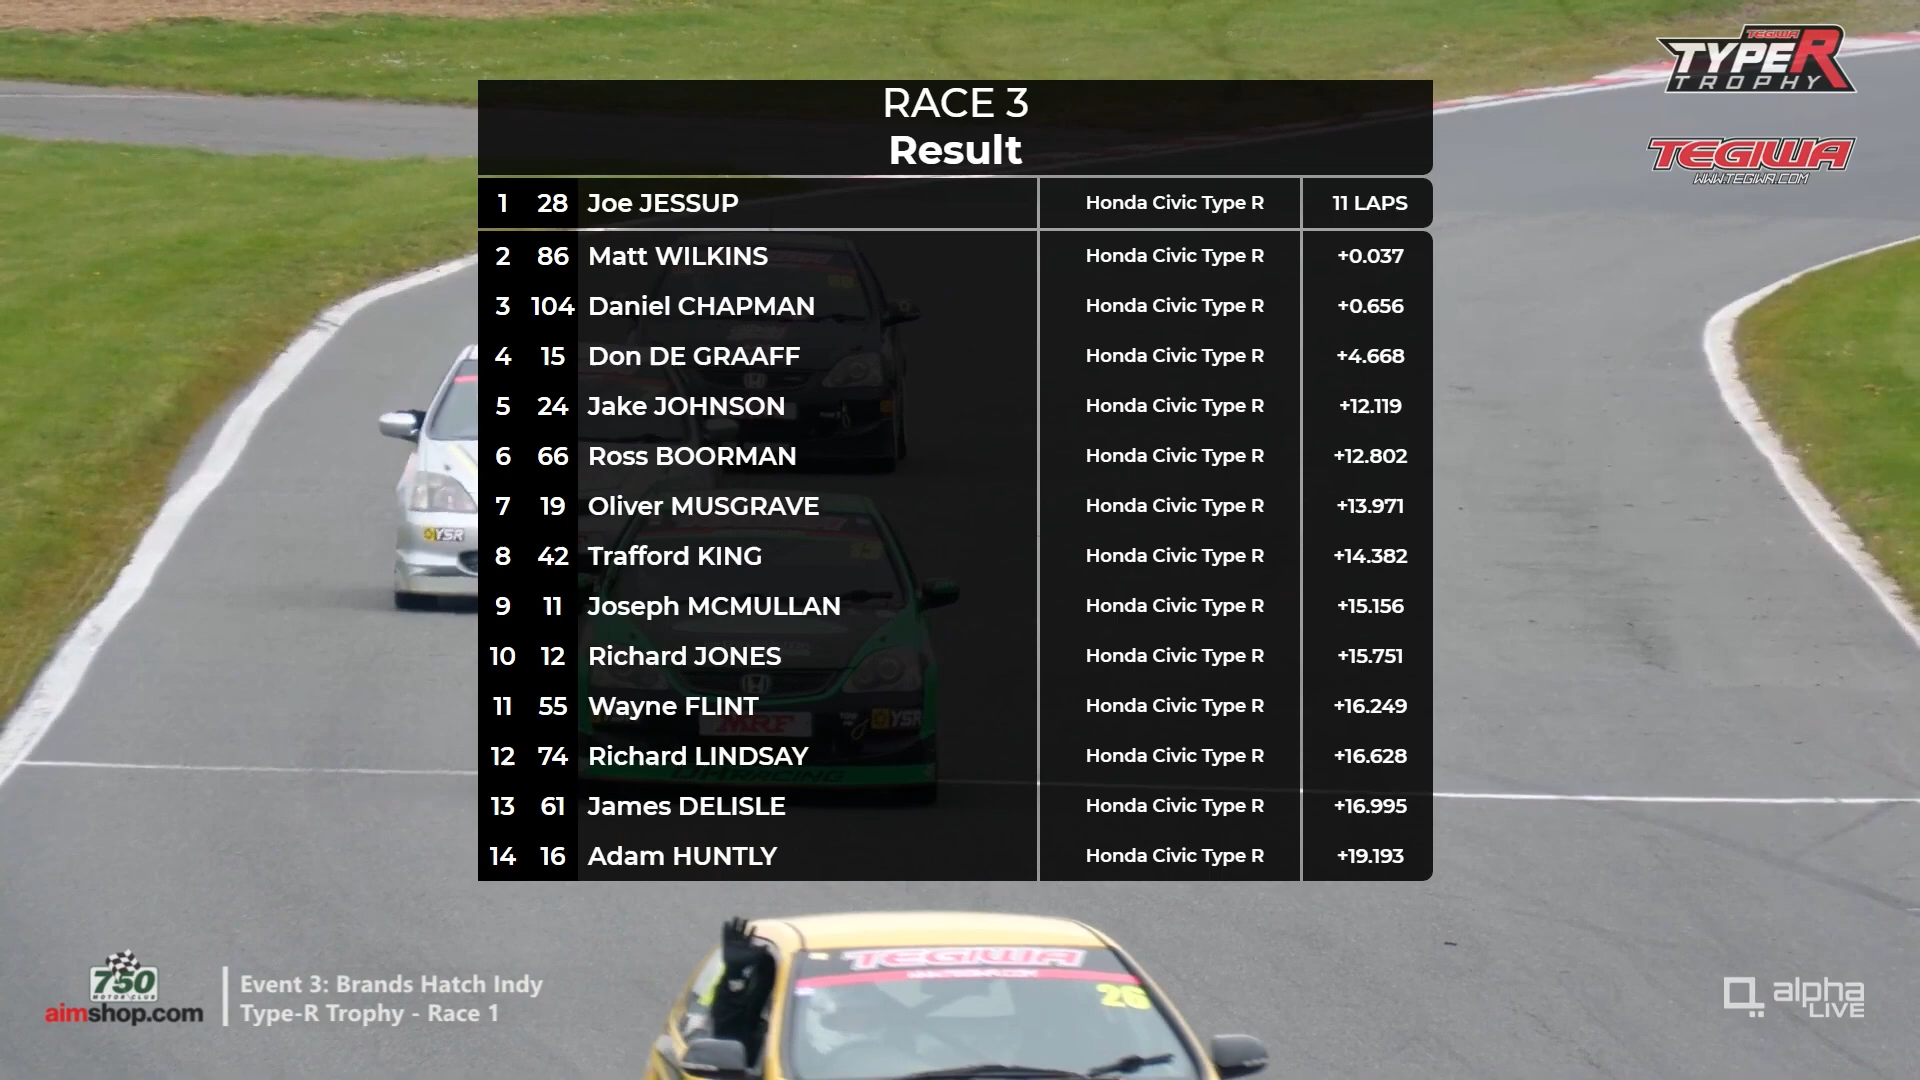 TEGIWA
TYPE R
TROPHY
TEGIWA
WWW.TEGIWA.COM
RACE 3
Result
1 28 Joe JESSUP Honda Civic Type R 11 LAPS
2 86 Matt WILKINS Honda Civic Type R +0.037
3 104 Daniel CHAPMAN Honda Civic Type R +0.656
4 15 Don DE GRAAFF Honda Civic Type R +4.668
5 24 Jake JOHNSON Honda Civic Type R +12.119
6 66 Ross BOORMAN Honda Civic Type R +12.802
7 19 Oliver MUSGRAVE Honda Civic Type R +13.971
8 42 Trafford KING Honda Civic Type R +14.382
9 11 Joseph MCMULLAN Honda Civic Type R +15.156
10 12 Richard JONES Honda Civic Type R +15.751
11 55 Wayne FLINT Honda Civic Type R +16.249
12 74 Richard LINDSAY Honda Civic Type R +16.628
13 61 James DELISLE Honda Civic Type R +16.995
14 16 Adam HUNTLY Honda Civic Type R +19.193
YSR
MRF
YSR
TEGIWA
26
750
MOTOR CLUB
aimshop.com
Event 3: Brands Hatch Indy
Type-R Trophy - Race 1
alpha
LIVE